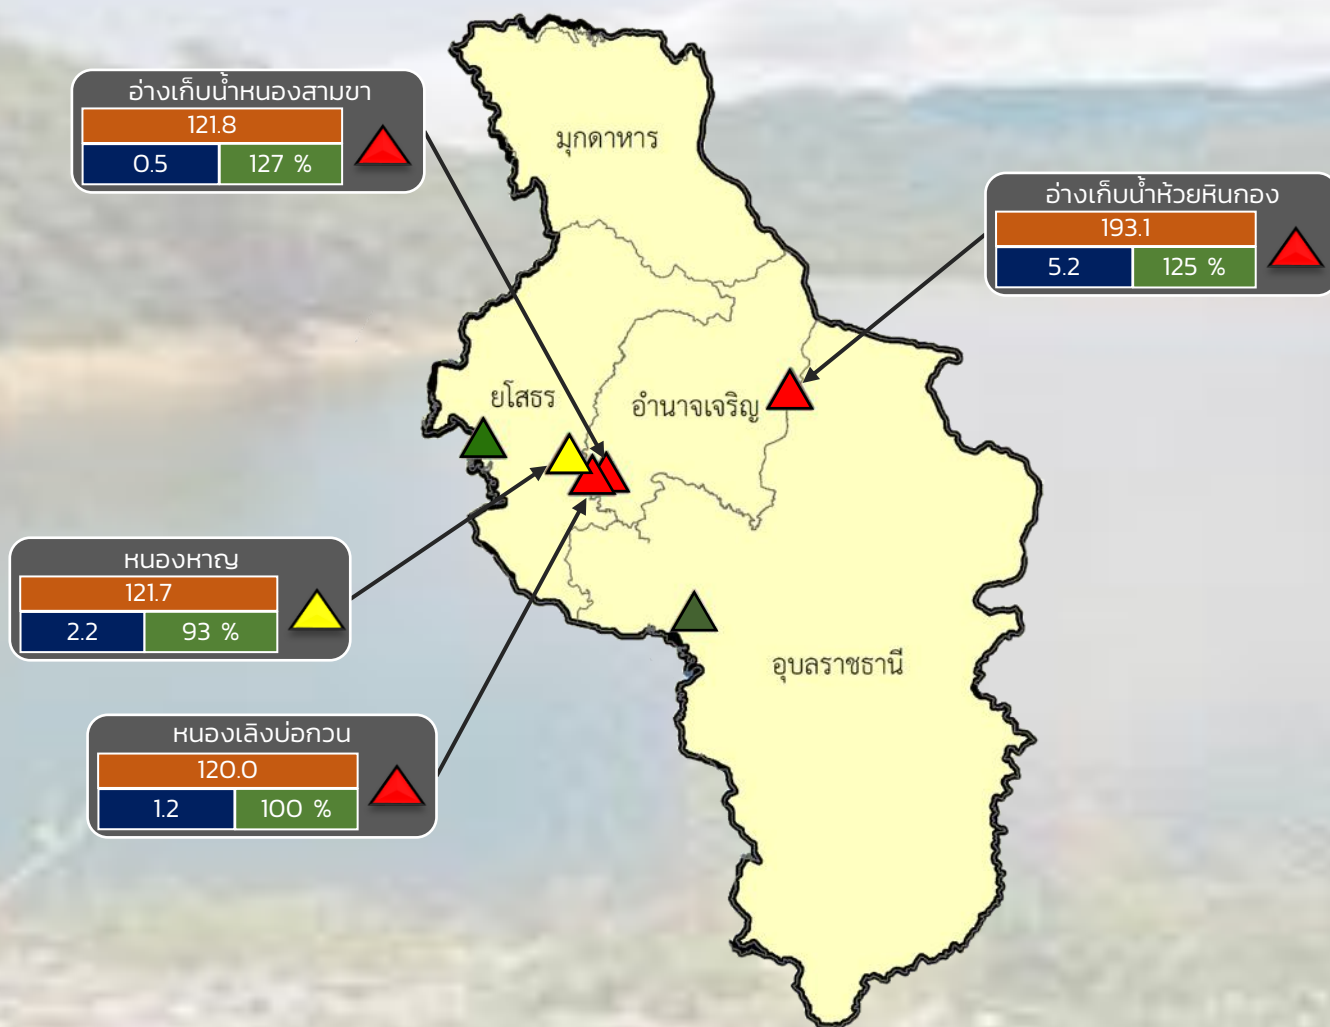 อ่างเก็บน้ำหนองสามขา
121.8
0.5 127 %
มุกดาหาร
อ่างเก็บน้ำห้วยหินกอง
193.1
5.2 125 %
ยโสธร
อำนาจเจริญ
หนองหาญ
121.7
2.2 93 %
อุบลราชธานี
หนองเลิงบ่อกวน
120.0
1.2 100 %